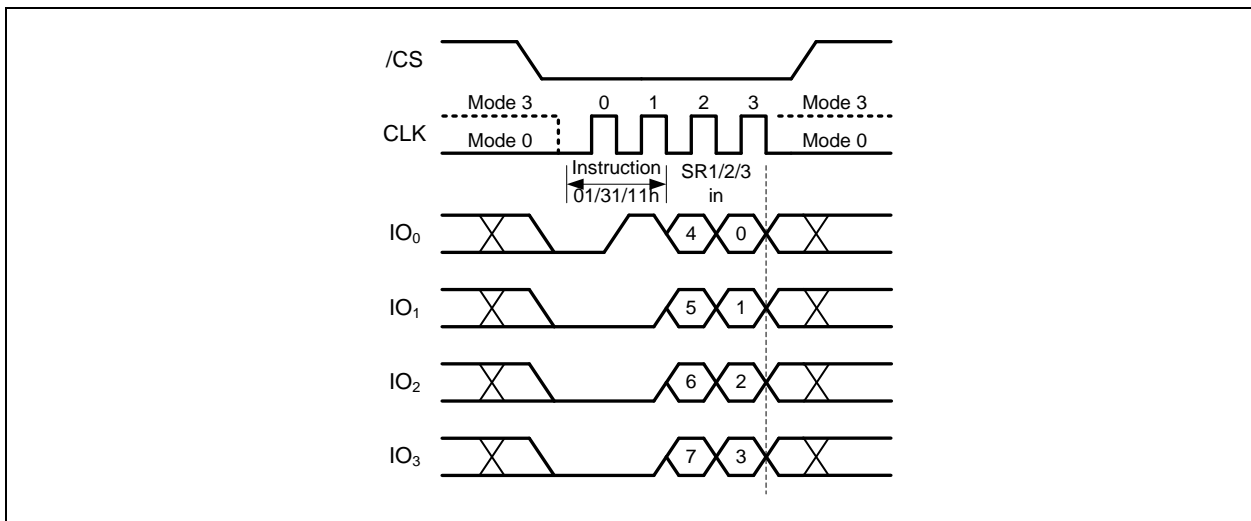 /CS
Mode 3 0 1 2 3 Mode 3
CLK Mode 0 Mode 0
Instruction SR1/2/3
01/31/11h in
IO₀ 4 0
IO₁ 5 1
IO₂ 6 2
IO₃ 7 3